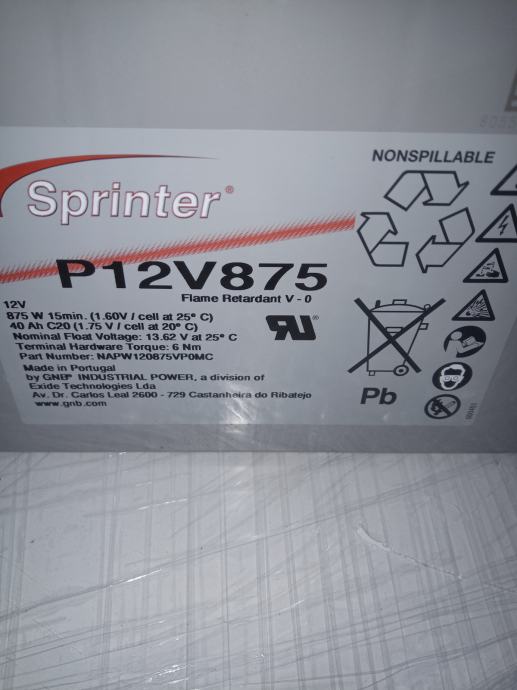 NONSPILLABLE
Sprinter®
P12V875
Flame Retardant V - 0
12V
875 W 15min. (1.60V / cell at 25° C)
40 Ah C20 (1.75 V / cell at 20° C)
Nominal Float Voltage: 13.62 V at 25° C
Terminal Hardware Torque: 6 Nm
Part Number: NAPW120875VP0MC
Made in Portugal
by GNB® INDUSTRIAL POWER, a division of
Exide Technologies Lda
Av. Dr. Carlos Leal 2600 - 729 Castanheira do Ribatejo
www.gnb.com
Pb